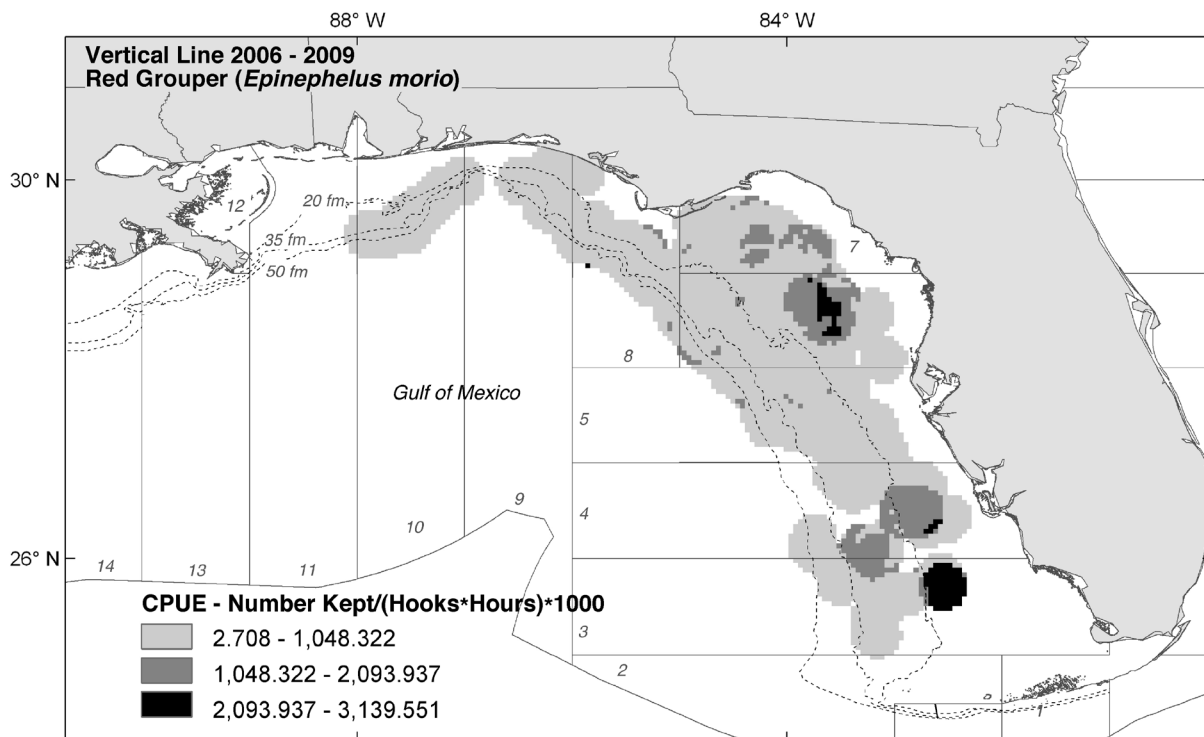 88° W
84° W
Vertical Line 2006 - 2009
Red Grouper (Epinephelus morio)
30° N
12
20 fm
35 fm
50 fm
7
8
Gulf of Mexico
5
9
4
10
26° N
14
13
11
CPUE - Number Kept/(Hooks*Hours)*1000
3
2.708 - 1,048.322
2
1,048.322 - 2,093.937
1
2,093.937 - 3,139.551